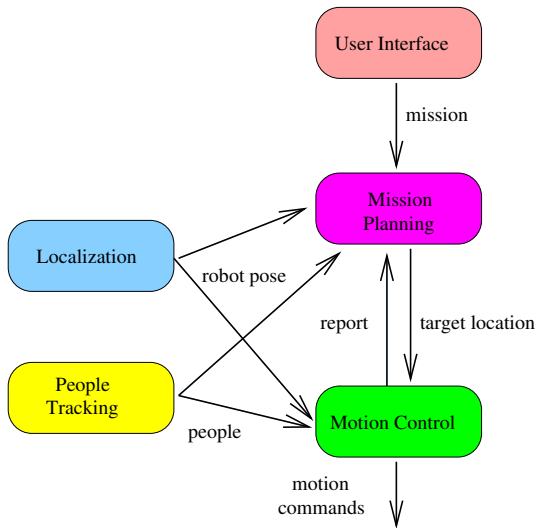 User Interface
mission
Mission
Planning
Localization
robot pose
report
target location
People
Tracking
people
Motion Control
motion
commands